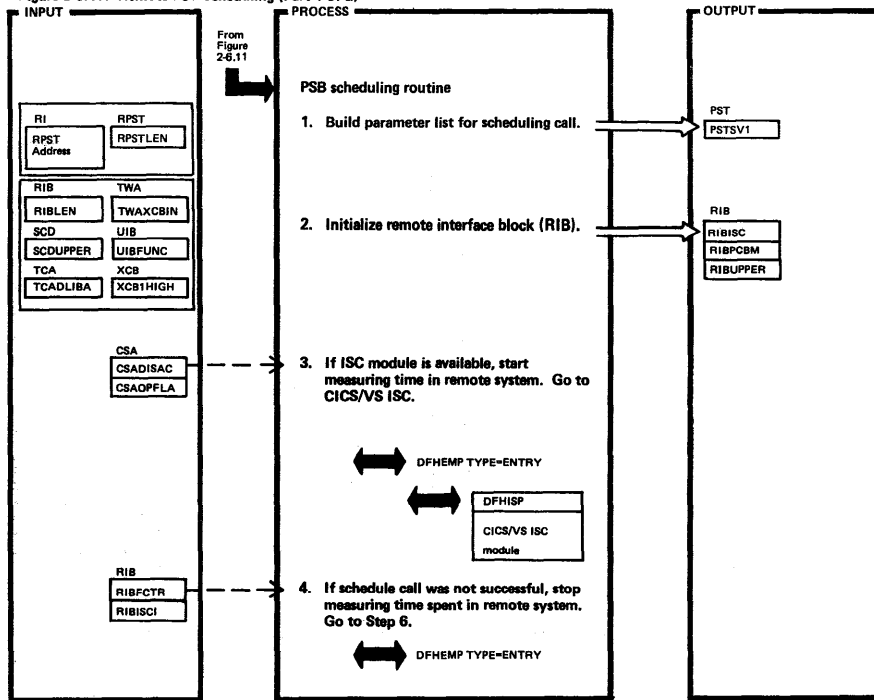 INPUT
PROCESS
OUTPUT
From
Figure
2-6.11
PSB scheduling routine
RI
RPST
RPST
Address
RPSTLEN
1. Build parameter list for scheduling call.
PST
PSTSV1
RIB
TWA
RIBLEN
TWAXCBIN
SCD
UIB
SCDUPPER
UIBFUNC
TCA
XCB
TCADLIBA
XCB1HIGH
2. Initialize remote interface block (RIB).
RIB
RIBISC
RIBPCBM
RIBUPPER
CSA
CSADISAC
CSAOPFLA
3. If ISC module is available, start
measuring time in remote system. Go to
CICS/VS ISC.
DFHEMP TYPE=ENTRY
DFHISP
CICS/VS ISC
module
RIB
RIBFCTR
RIBISCI
4. If schedule call was not successful, stop
measuring time spent in remote system.
Go to Step 6.
DFHEMP TYPE=ENTRY